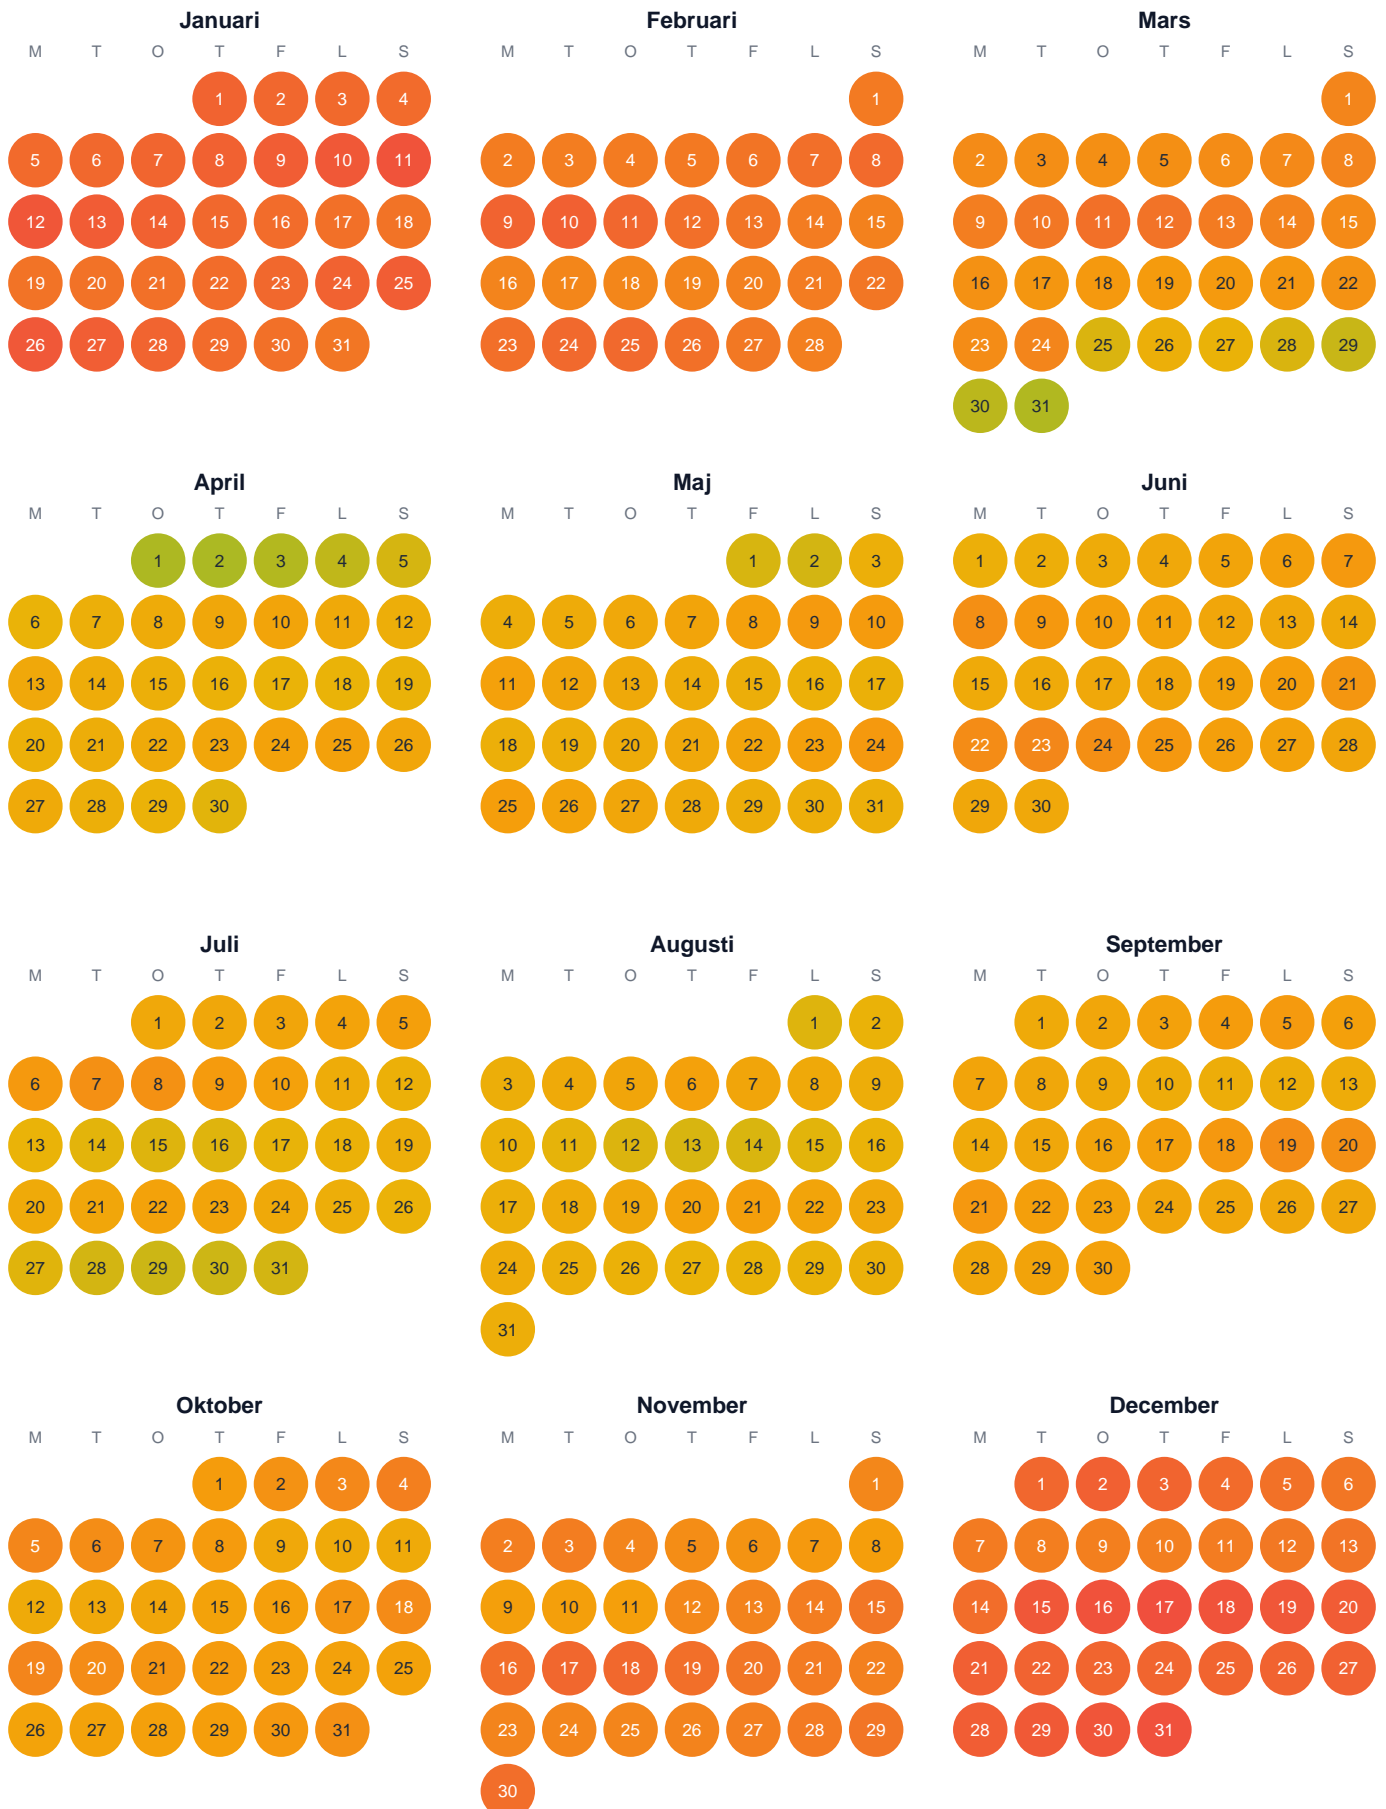 Januari Februari Mars
M T O T F L S M T O T F L S M T O T F L S
1 2 3 4 1 1
5 6 7 8 9 10 11 2 3 4 5 6 7 8 2 3 4 5 6 7 8
12 13 14 15 16 17 18 9 10 11 12 13 14 15 9 10 11 12 13 14 15
19 20 21 22 23 24 25 16 17 18 19 20 21 22 16 17 18 19 20 21 22
26 27 28 29 30 31 23 24 25 26 27 28 23 24 25 26 27 28 29
30 31
April Maj Juni
M T O T F L S M T O T F L S M T O T F L S
1 2 3 4 5 1 2 3 1 2 3 4 5 6 7
6 7 8 9 10 11 12 4 5 6 7 8 9 10 8 9 10 11 12 13 14
13 14 15 16 17 18 19 11 12 13 14 15 16 17 15 16 17 18 19 20 21
20 21 22 23 24 25 26 18 19 20 21 22 23 24 22 23 24 25 26 27 28
27 28 29 30 25 26 27 28 29 30 31 29 30
Juli Augusti September
M T O T F L S M T O T F L S M T O T F L S
1 2 3 4 5 1 2 1 2 3 4 5 6
6 7 8 9 10 11 12 3 4 5 6 7 8 9 7 8 9 10 11 12 13
13 14 15 16 17 18 19 10 11 12 13 14 15 16 14 15 16 17 18 19 20
20 21 22 23 24 25 26 17 18 19 20 21 22 23 21 22 23 24 25 26 27
27 28 29 30 31 24 25 26 27 28 29 30 28 29 30
31
Oktober November December
M T O T F L S M T O T F L S M T O T F L S
1 2 3 4 1 1 2 3 4 5 6
5 6 7 8 9 10 11 2 3 4 5 6 7 8 7 8 9 10 11 12 13
12 13 14 15 16 17 18 9 10 11 12 13 14 15 14 15 16 17 18 19 20
19 20 21 22 23 24 25 16 17 18 19 20 21 22 21 22 23 24 25 26 27
26 27 28 29 30 31 23 24 25 26 27 28 29 28 29 30 31
30